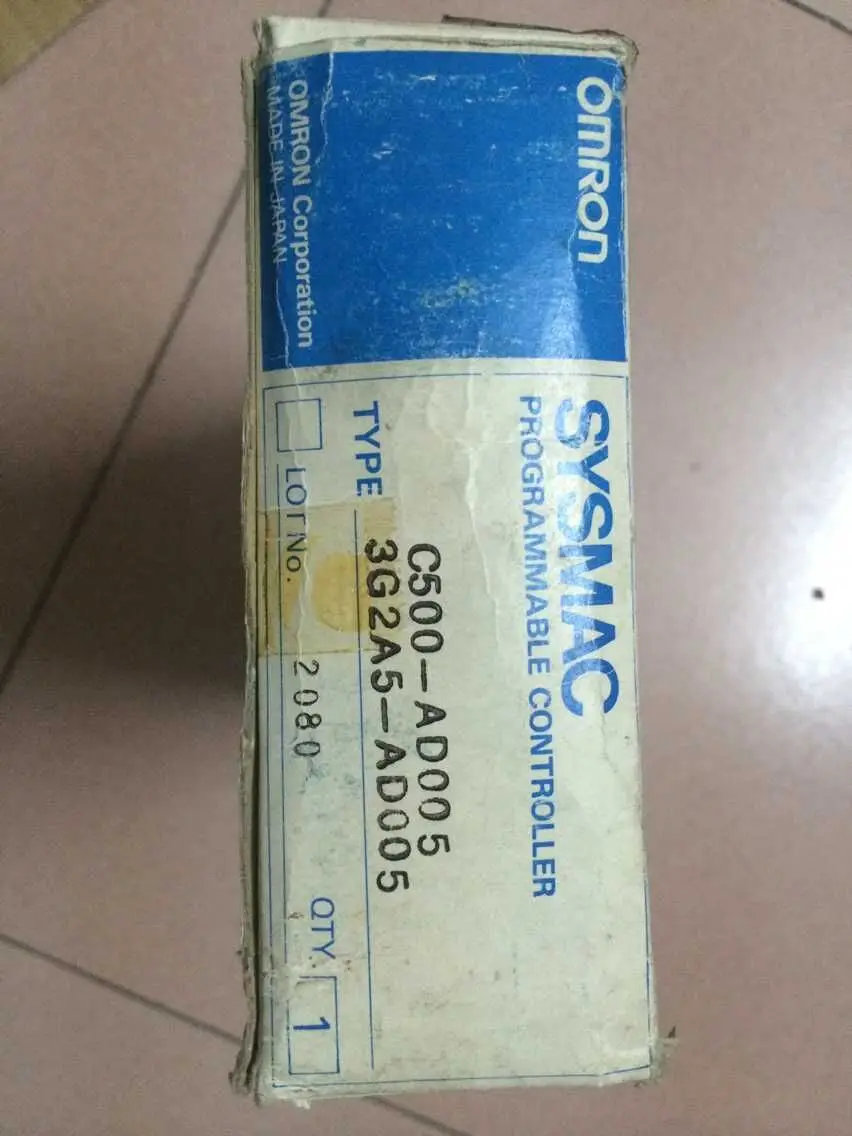 OMRON
SYSMAC
PROGRAMMABLE CONTROLLER
C500-AD005
TYPE 3G2A5-AD005
LOT No. 2080 QTY. 1
OMRON Corporation
MADE IN JAPAN